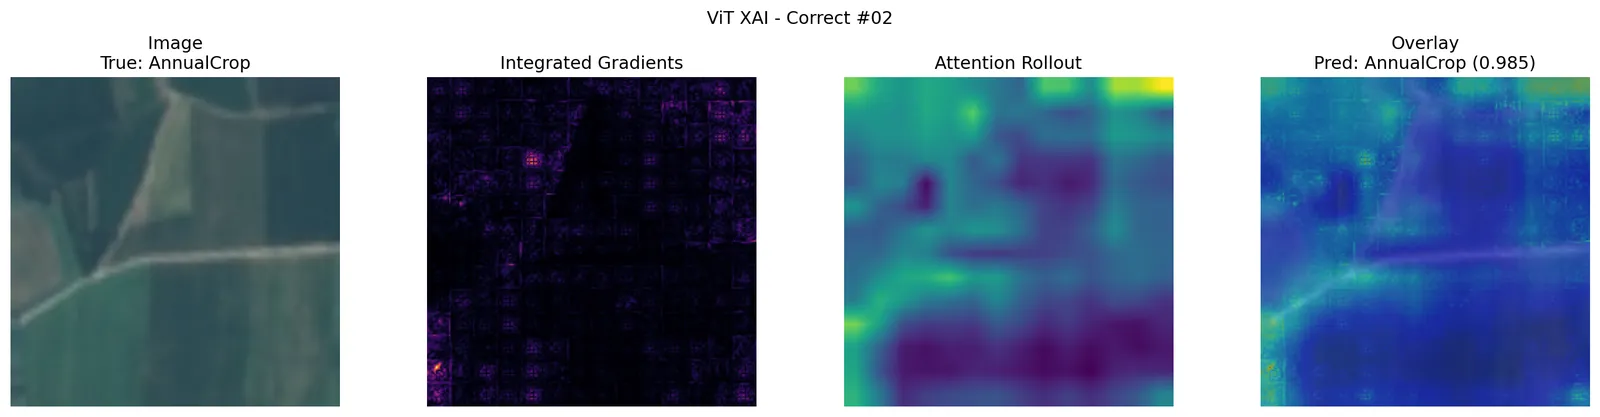 ViT XAI - Correct #02
Image
True: AnnualCrop
Integrated Gradients
Attention Rollout
Overlay
Pred: AnnualCrop (0.985)